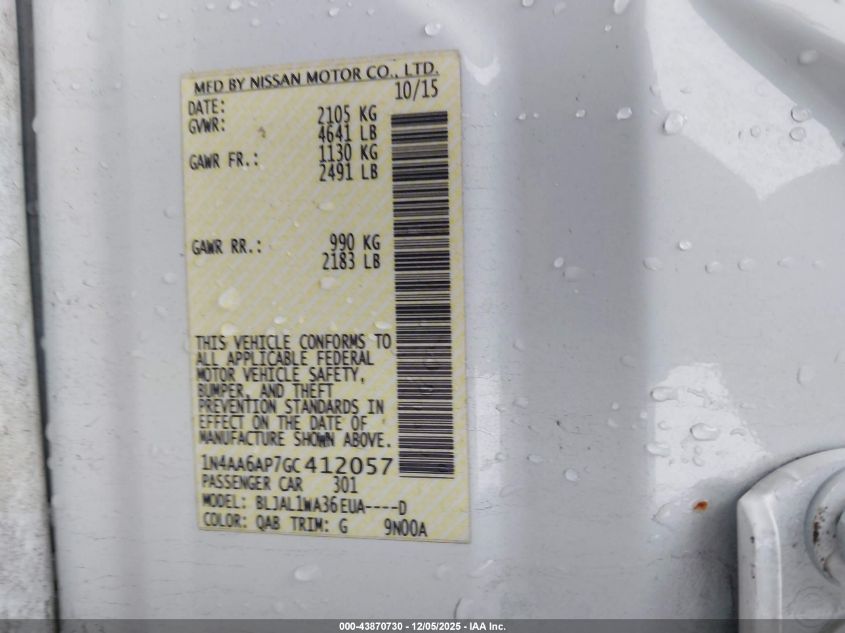 MFD BY NISSAN MOTOR CO., LTD.
DATE: 10/15
GVWR: 2105 KG
4641 LB
GAWR FR.: 1130 KG
2491 LB
GAWR RR.: 990 KG
2183 LB
THIS VEHICLE CONFORMS TO
ALL APPLICABLE FEDERAL
MOTOR VEHICLE SAFETY,
BUMPER, AND THEFT
PREVENTION STANDARDS IN
EFFECT ON THE DATE OF
MANUFACTURE SHOWN ABOVE.
1N4AA6AP7GC412057
PASSENGER CAR 301
MODEL: BLJAL1WA36EUA----D
COLOR: QAB TRIM: G 9N00A
000-43870730 - 12/05/2025 - IAA Inc.